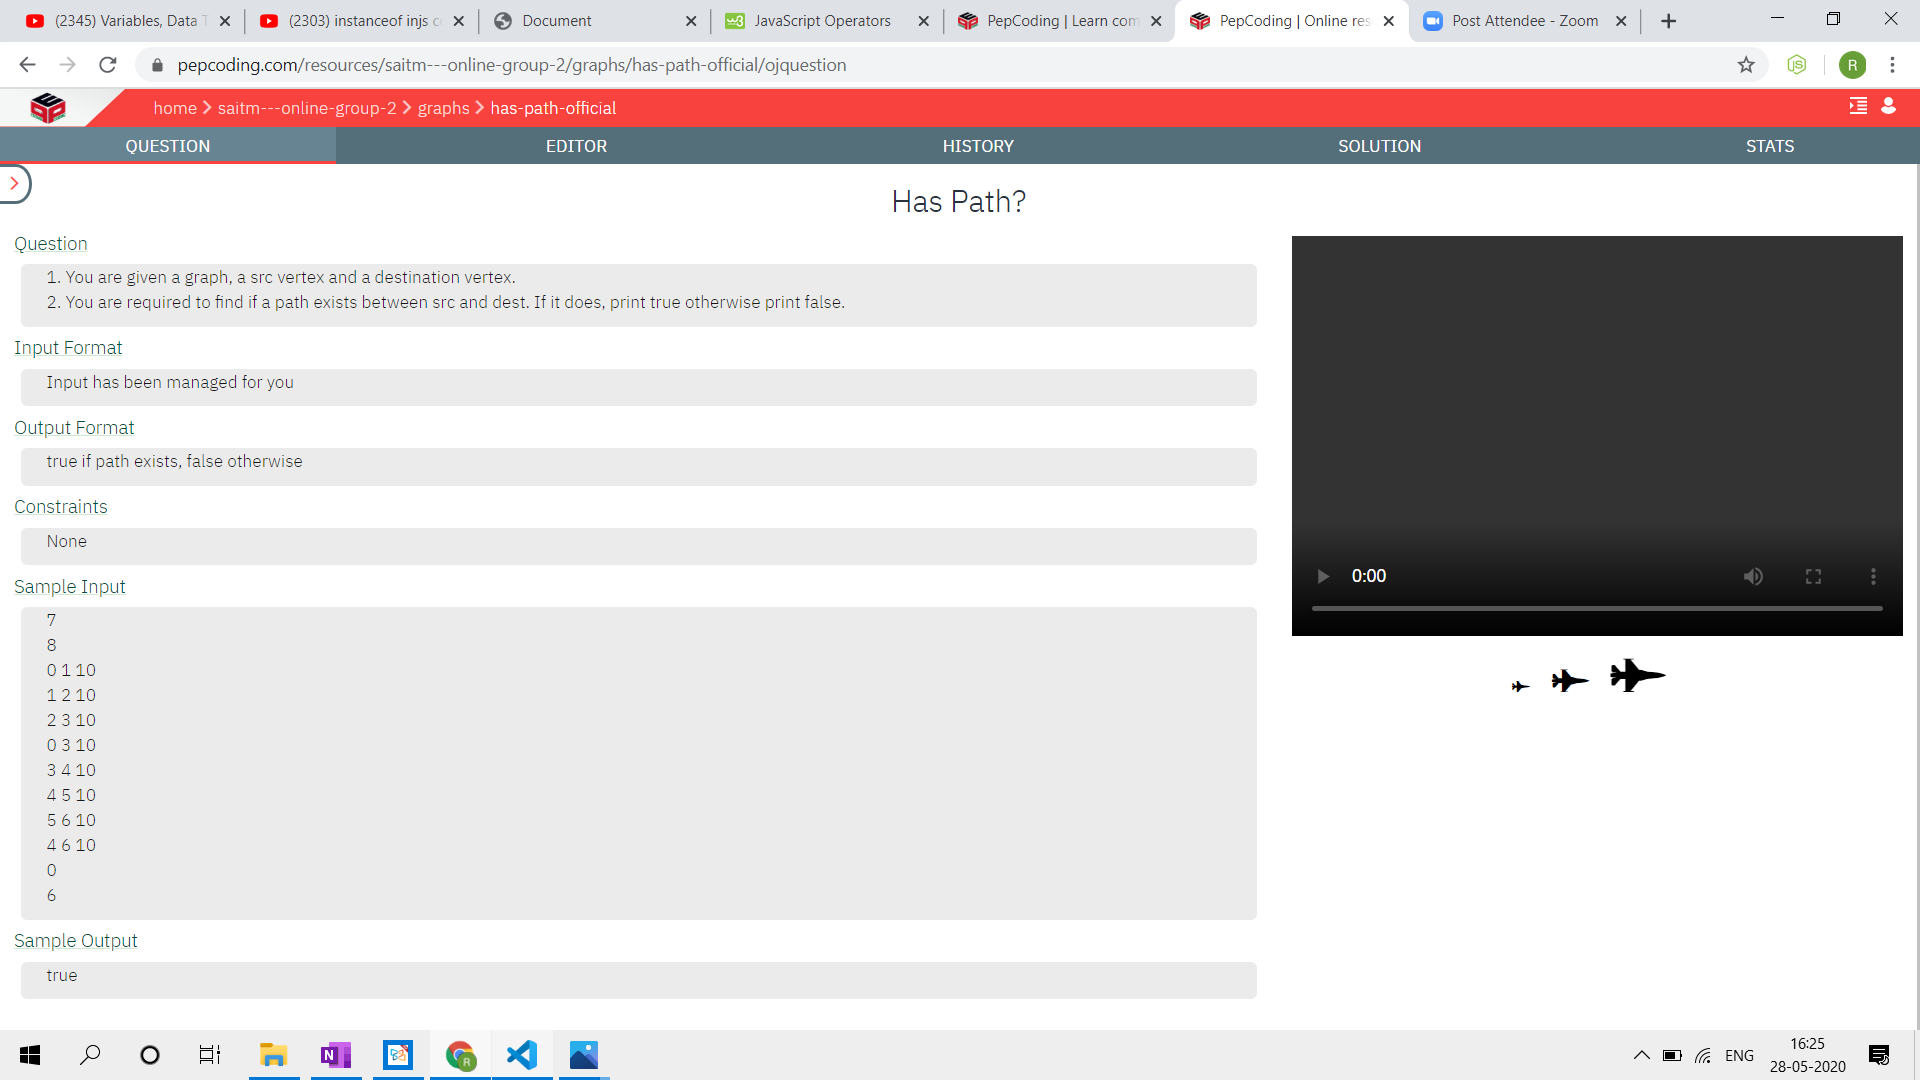 (2345) Variables, Data T
(2303) instanceof injs c
Document
JavaScript Operators
PepCoding | Learn com
PepCoding | Online res
Post Attendee - Zoom
pepcoding.com/resources/saitm---online-group-2/graphs/has-path-official/ojquestion
R
home > saitm---online-group-2 > graphs > has-path-official
QUESTION
EDITOR
HISTORY
SOLUTION
STATS
Has Path?
Question
1. You are given a graph, a src vertex and a destination vertex.
2. You are required to find if a path exists between src and dest. If it does, print true otherwise print false.
Input Format
Input has been managed for you
Output Format
true if path exists, false otherwise
Constraints
None
Sample Input
7
8
0 1 10
1 2 10
2 3 10
0 3 10
3 4 10
4 5 10
5 6 10
4 6 10
0
6
Sample Output
true
0:00
ENG
16:25
28-05-2020